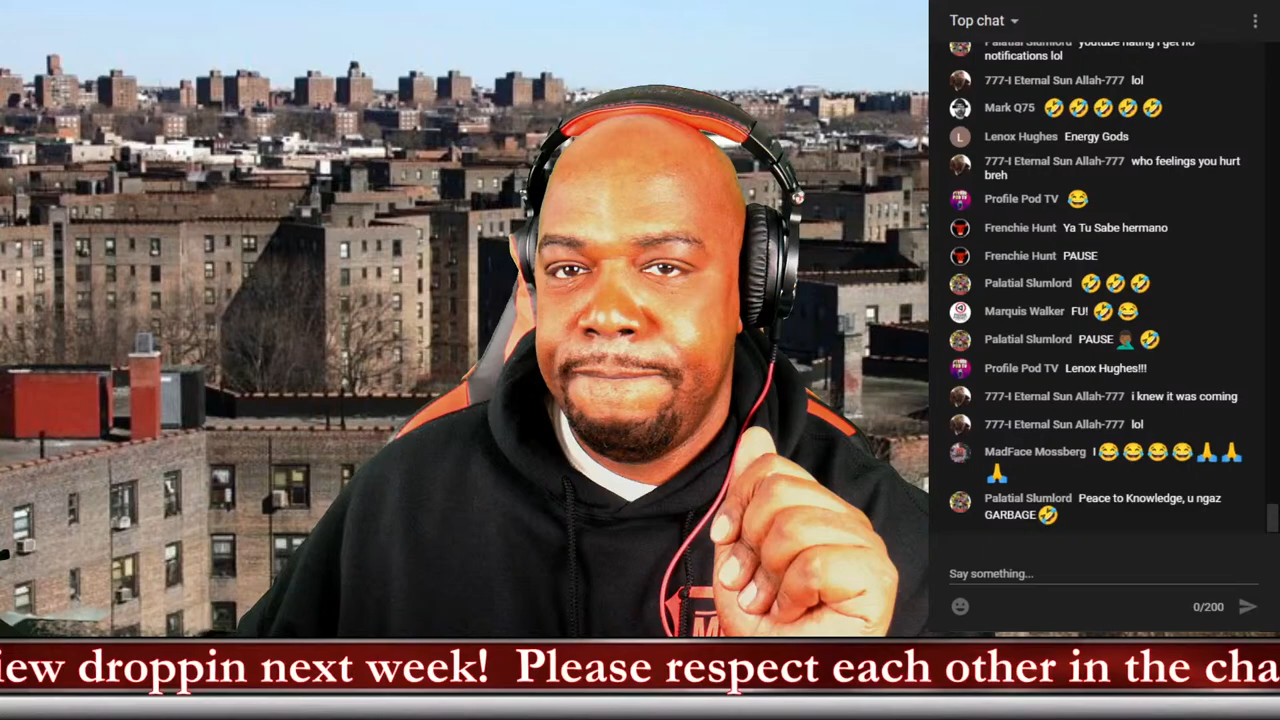 Top chat
Palatial Slumlord youtube hating i get no
notifications lol
777-I Eternal Sun Allah-777 lol
Mark Q75 🤣🤣🤣🤣🤣
L Lenox Hughes Energy Gods
777-I Eternal Sun Allah-777 who feelings you hurt
breh
Profile Pod TV 😂
Frenchie Hunt Ya Tu Sabe hermano
Frenchie Hunt PAUSE
Palatial Slumlord 🤣🤣🤣
Marquis Walker FU! 🤣😂
Palatial Slumlord PAUSE🤦🏾‍♂️🤣
Profile Pod TV Lenox Hughes!!!
777-I Eternal Sun Allah-777 i knew it was coming
777-I Eternal Sun Allah-777 lol
MadFace Mossberg I😂😂😂😂🙏🙏
🙏
Palatial Slumlord Peace to Knowledge, u ngaz
GARBAGE🤣
Say something...
0/200
iew droppin next week! Please respect each other in the cha